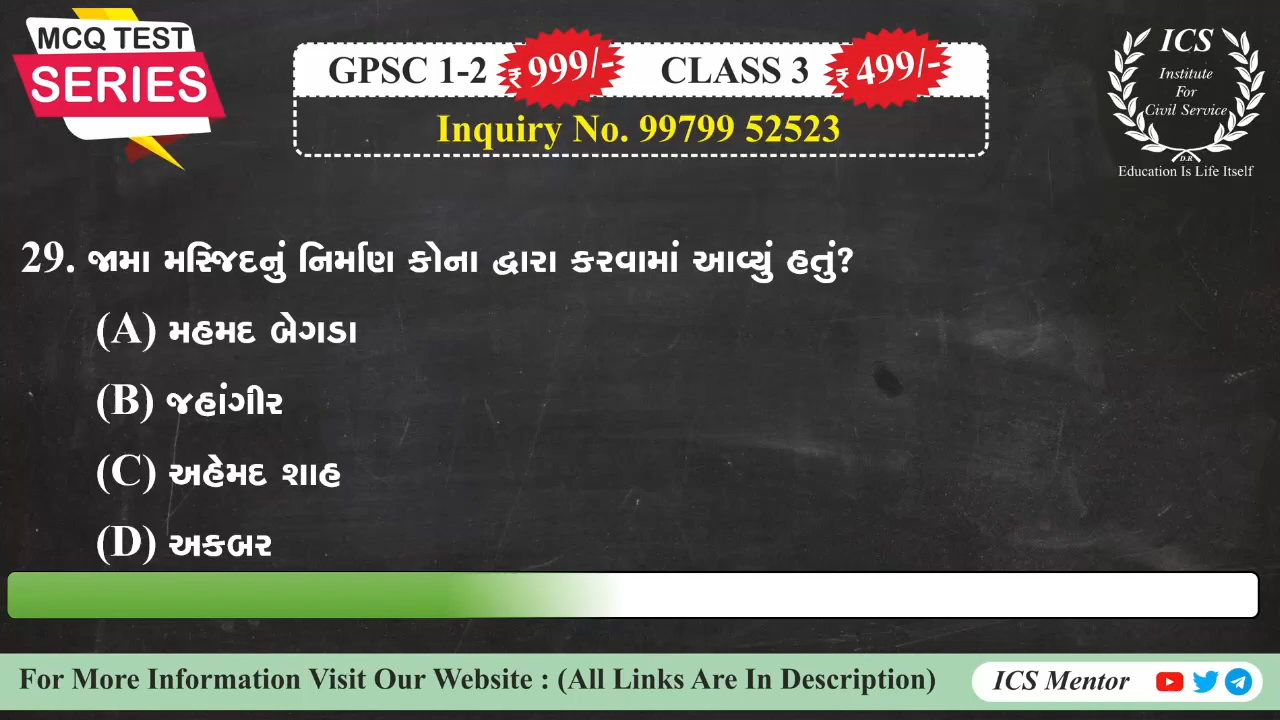 MCQ TEST
SERIES
GPSC 1-2 ₹ 999/- CLASS 3 ₹ 499/-
Inquiry No. 99799 52523
ICS
Institute
For
Civil Service
D.R
Education Is Life Itself
29. જામા મસ્જિદનું નિર્માણ કોના દ્વારા કરવામાં આવ્યું હતું?
(A) મહમદ બેગડા
(B) જહાંગીર
(C) અહેમદ શાહ
(D) અકબર
For More Information Visit Our Website : (All Links Are In Description)
ICS Mentor